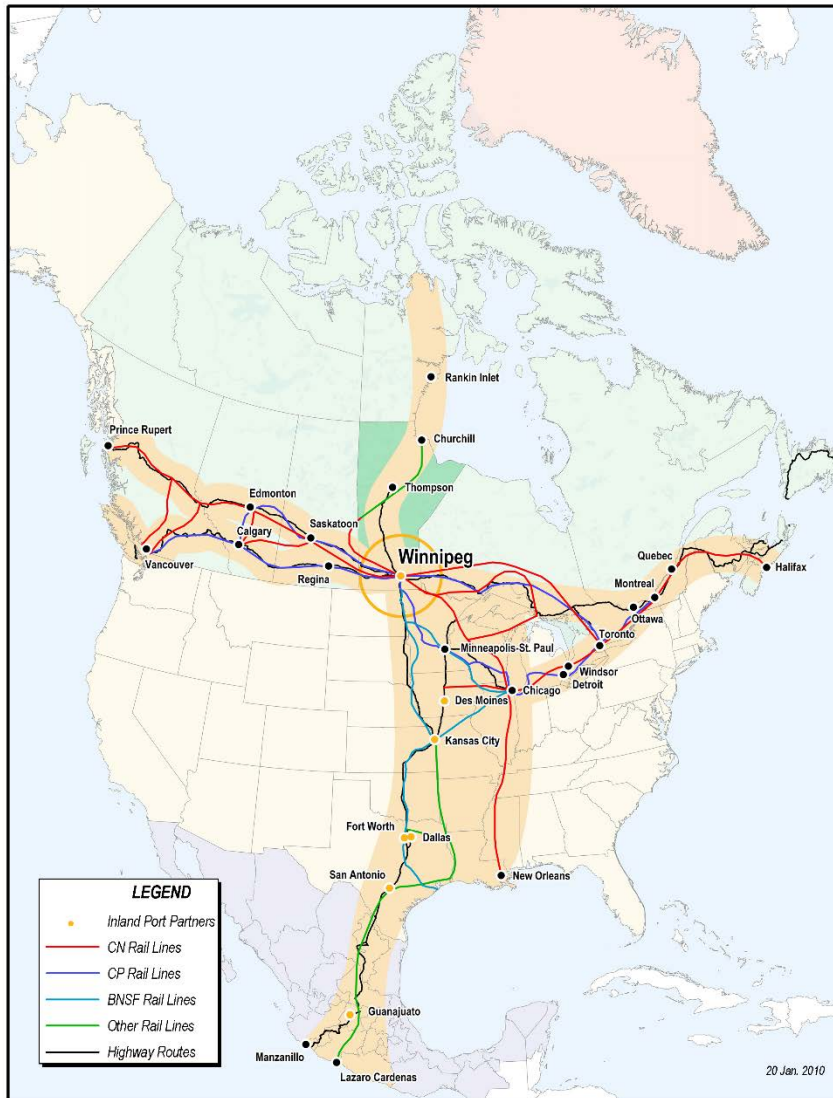 Rankin Inlet
Prince Rupert
Churchill
Thompson
Edmonton
Saskatoon
Calgary
Winnipeg
Quebec
Vancouver
Regina
Halifax
Montreal
Ottawa
Toronto
Minneapolis-St. Paul
Windsor
Detroit
Chicago
Des Moines
Kansas City
Fort Worth
Dallas
San Antonio
New Orleans
LEGEND
Inland Port Partners
CN Rail Lines
CP Rail Lines
BNSF Rail Lines
Other Rail Lines
Highway Routes
Guanajuato
Manzanillo
Lazaro Cardenas
20 Jan. 2010